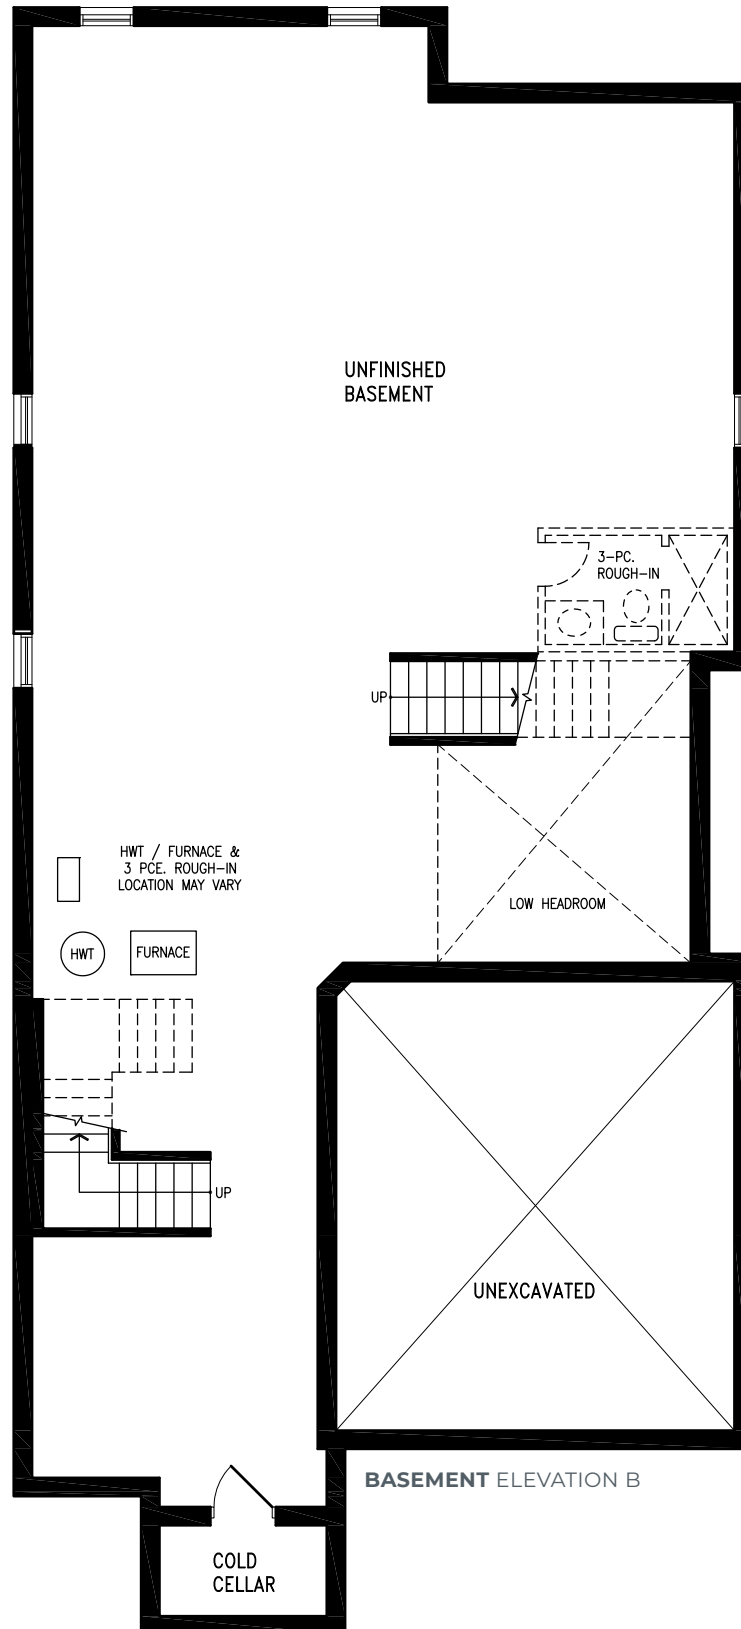 UNFINISHED
BASEMENT
3-PC.
ROUGH-IN
UP
HWT / FURNACE &
3 PCE. ROUGH-IN
LOCATION MAY VARY
LOW HEADROOM
HWT
FURNACE
UP
UNEXCAVATED
BASEMENT ELEVATION B
COLD
CELLAR